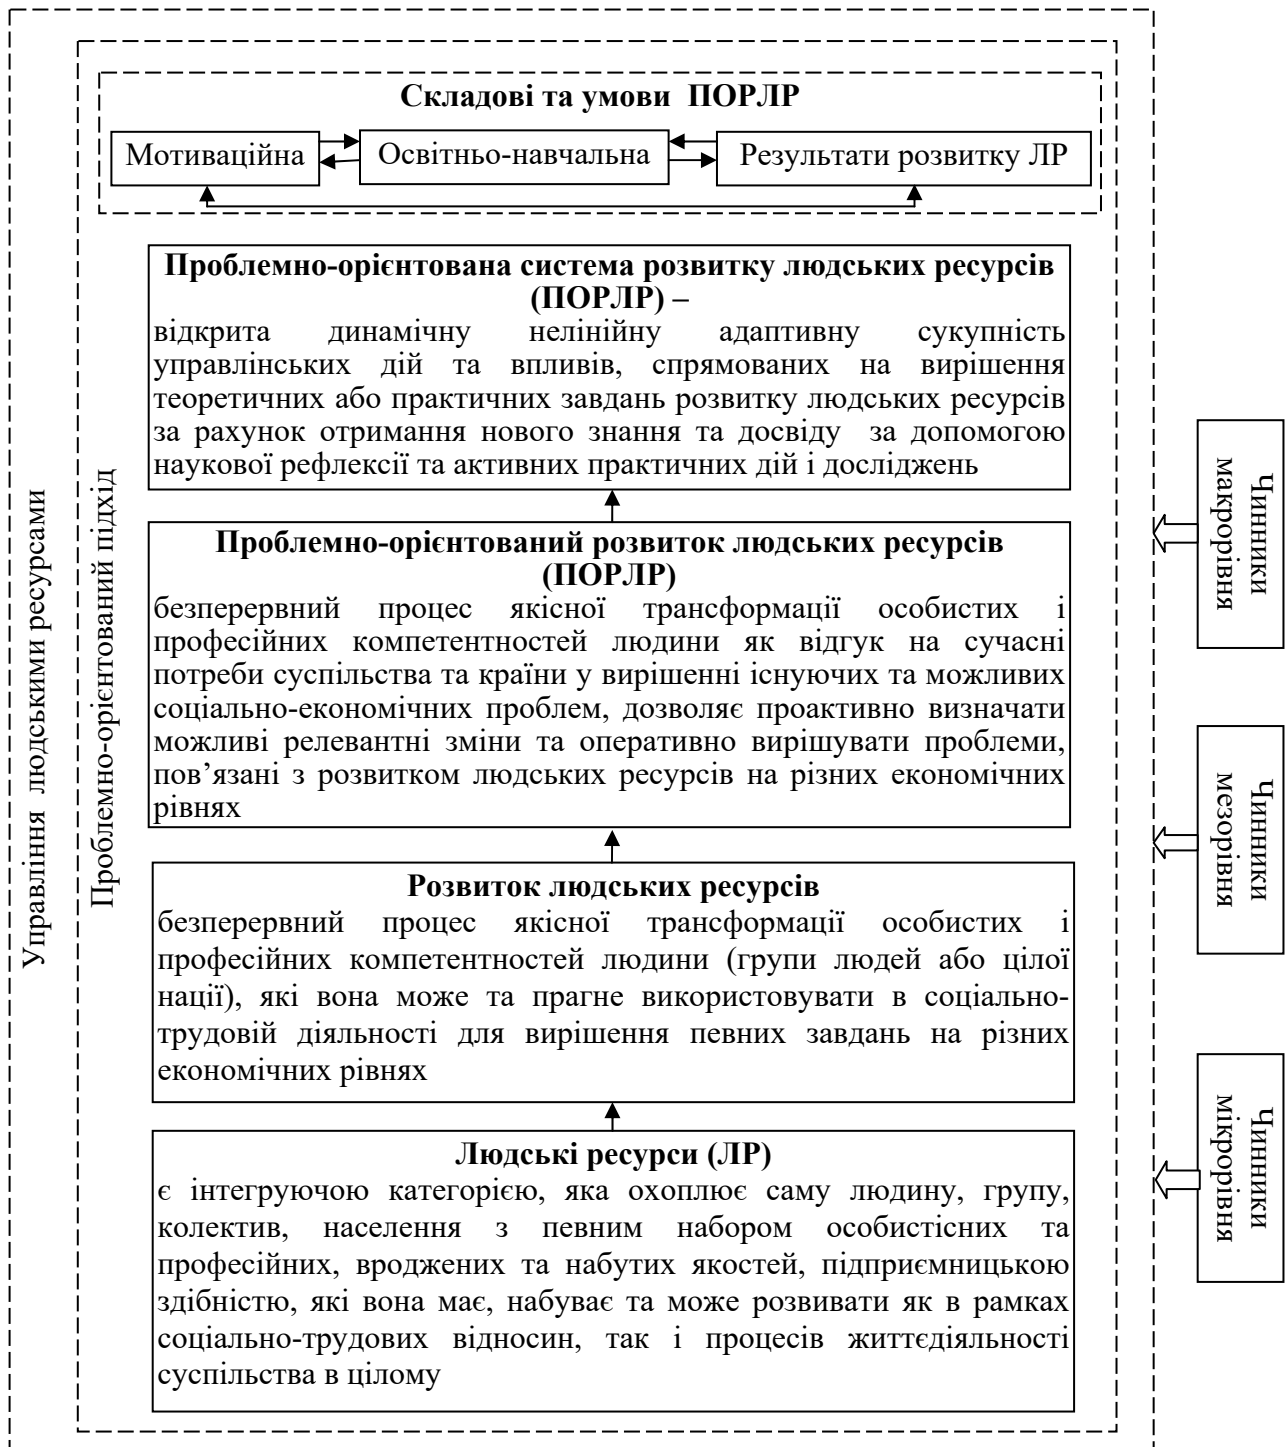 Складові та умови ПОРЛР
Мотиваційна
Освітньо-навчальна
Результати розвитку ЛР
Проблемно-орієнтована система розвитку людських ресурсів
(ПОРЛР) –
відкрита динамічну нелінійну адаптивну сукупність
управлінських дій та впливів, спрямованих на вирішення
теоретичних або практичних завдань розвитку людських ресурсів
за рахунок отримання нового знання та досвіду за допомогою
наукової рефлексії та активних практичних дій і досліджень
Проблемно-орієнтований розвиток людських ресурсів
(ПОРЛР)
безперервний процес якісної трансформації особистих і
професійних компетентностей людини як відгук на сучасні
потреби суспільства та країни у вирішенні існуючих та можливих
соціально-економічних проблем, дозволяє проактивно визначати
можливі релевантні зміни та оперативно вирішувати проблеми,
пов’язані з розвитком людських ресурсів на різних економічних
рівнях
Розвиток людських ресурсів
безперервний процес якісної трансформації особистих і
професійних компетентностей людини (групи людей або цілої
нації), які вона може та прагне використовувати в соціально-
трудовій діяльності для вирішення певних завдань на різних
економічних рівнях
Людські ресурси (ЛР)
є інтегруючою категорією, яка охоплює саму людину, групу,
колектив, населення з певним набором особистісних та
професійних, вроджених та набутих якостей, підприємницькою
здібністю, які вона має, набуває та може розвивати як в рамках
соціально-трудових відносин, так і процесів життєдіяльності
суспільства в цілому
Управління людськими ресурсами
Проблемно-орієнтований підхід
Чинники
макрорівня
Чинники
мезорівня
Чинники
мікрорівня